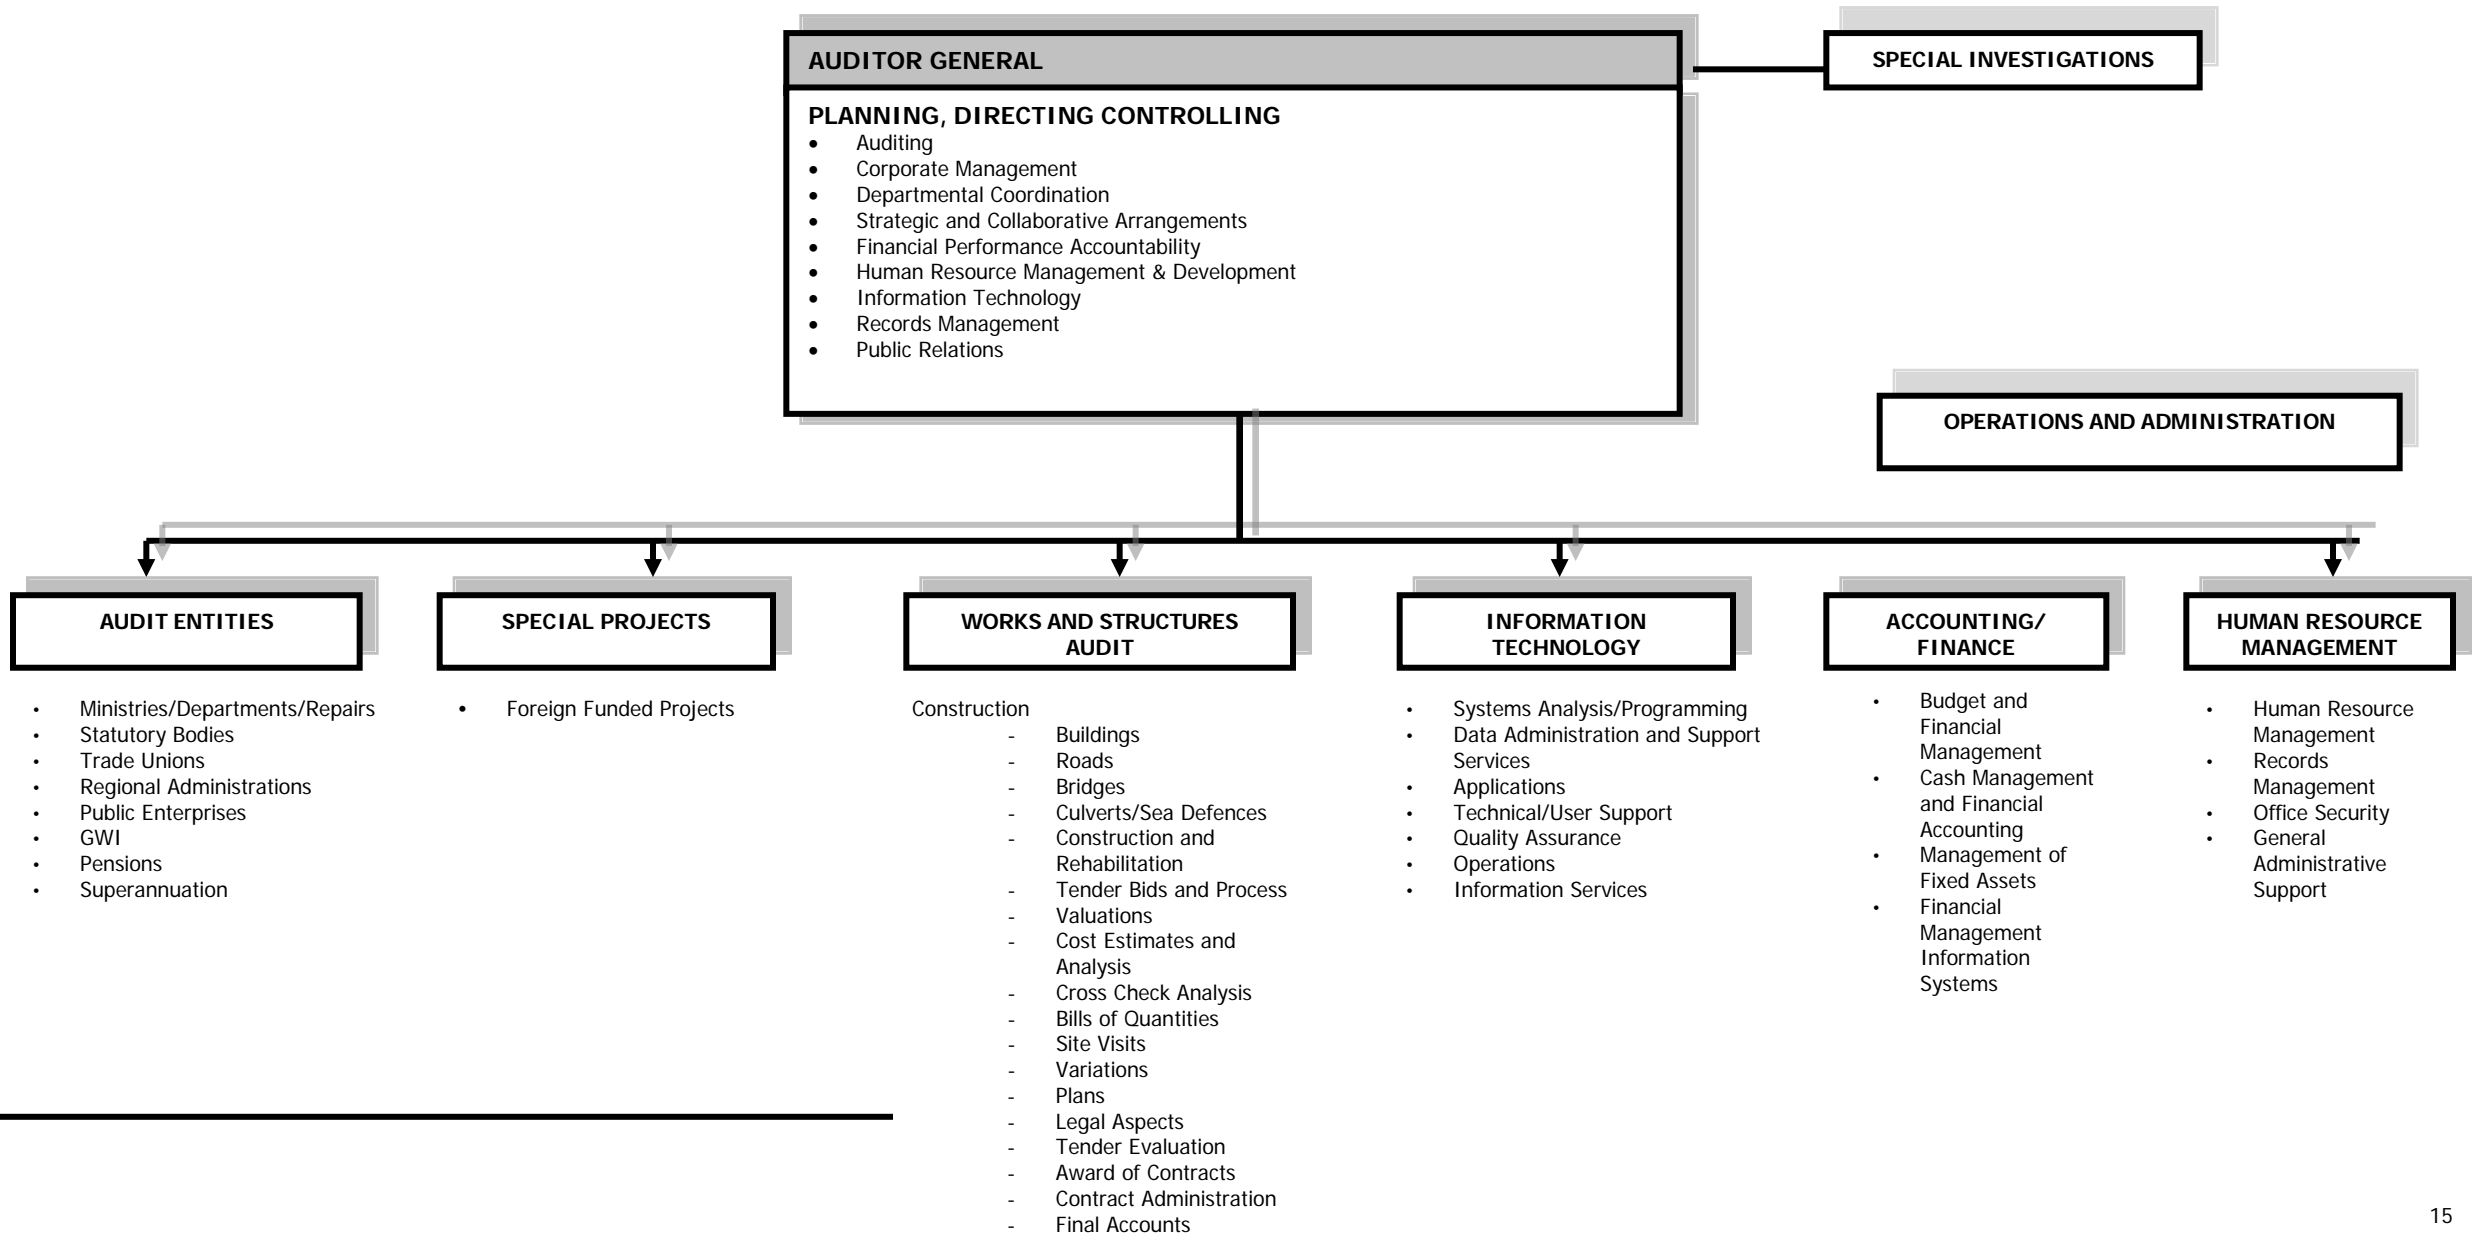 AUDITOR GENERAL
SPECIAL INVESTIGATIONS
PLANNING, DIRECTING CONTROLLING
• Auditing
• Corporate Management
• Departmental Coordination
• Strategic and Collaborative Arrangements
• Financial Performance Accountability
• Human Resource Management & Development
• Information Technology
• Records Management
• Public Relations
OPERATIONS AND ADMINISTRATION
AUDIT ENTITIES
• Ministries/Departments/Repairs
• Statutory Bodies
• Trade Unions
• Regional Administrations
• Public Enterprises
• GWI
• Pensions
• Superannuation
SPECIAL PROJECTS
• Foreign Funded Projects
WORKS AND STRUCTURES
AUDIT
Construction
- Buildings
- Roads
- Bridges
- Culverts/Sea Defences
- Construction and
Rehabilitation
- Tender Bids and Process
- Valuations
- Cost Estimates and
Analysis
- Cross Check Analysis
- Bills of Quantities
- Site Visits
- Variations
- Plans
- Legal Aspects
- Tender Evaluation
- Award of Contracts
- Contract Administration
- Final Accounts
INFORMATION
TECHNOLOGY
• Systems Analysis/Programming
• Data Administration and Support
Services
• Applications
• Technical/User Support
• Quality Assurance
• Operations
• Information Services
ACCOUNTING/
FINANCE
• Budget and
Financial
Management
• Cash Management
and Financial
Accounting
• Management of
Fixed Assets
• Financial
Management
Information
Systems
HUMAN RESOURCE
MANAGEMENT
• Human Resource
Management
• Records
Management
• Office Security
• General
Administrative
Support
15